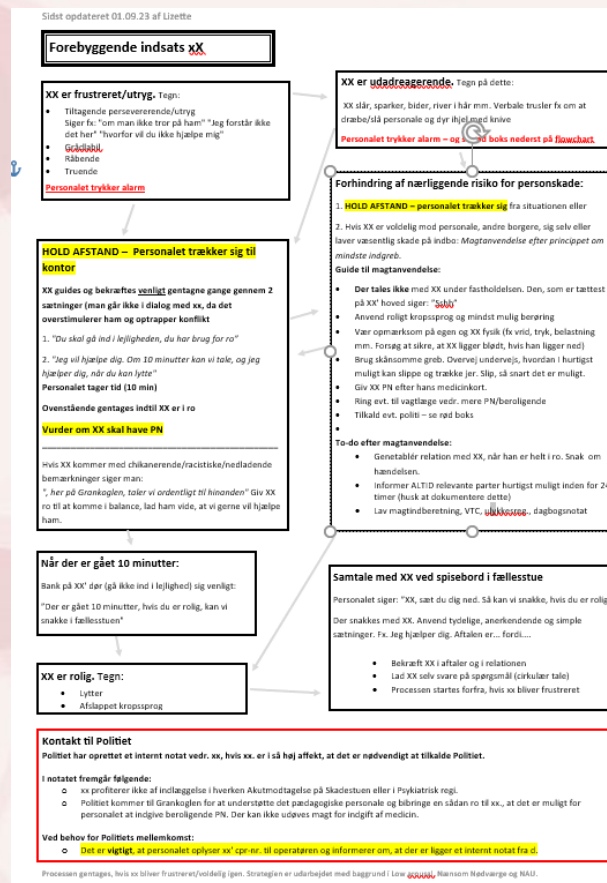 Sidst opdateret 01.09.23 af Lizette
Forebyggende indsats xX
XX er frustreret/utryg. Tegn:
• Tiltagende persevererende/utryg
Siger fx: "om man ikke tror på ham" "Jeg forstår ikke
det her" "hvorfor vil du ikke hjælpe mig"
• Grådlabil
• Råbende
• Truende
Personalet trykker alarm
XX er udadreagerende. Tegn på dette:
XX slår, sparker, bider, river i hår mm. Verbale trusler fx om at
dræbe/slå personale og dyr ihjel med knive
Personalet trykker alarm – og boks nederst på flowchart
HOLD AFSTAND – Personalet trækker sig til
kontor
XX guides og bekræftes venligt gentagne gange gennem 2
sætninger (man går ikke i dialog med xx, da det
overstimulerer ham og optrapper konflikt
1. "Du skal gå ind i lejligheden, du har brug for ro"
2. "Jeg vil hjælpe dig. Om 10 minutter kan vi tale, og jeg
hjælper dig, når du kan lytte"
Personalet tager tid (10 min)
Ovenstående gentages indtil XX er i ro
Vurder om XX skal have PN
Hvis XX kommer med chikanerende/racistiske/nedladende
bemærkninger siger man:
", her på Grankoglen, taler vi ordentligt til hinanden" Giv XX
ro til at komme i balance, lad ham vide, at vi gerne vil hjælpe
ham.
Forhindring af nærliggende risiko for personskade:
1. HOLD AFSTAND – personalet trækker sig fra situationen eller
2. Hvis XX er voldelig mod personale, andre borgere, sig selv eller
laver væsentlig skade på indbo: Magtanvendelse efter princippet om
mindste indgreb.
Guide til magtanvendelse:
• Der tales ikke med XX under fastholdelsen. Den, som er tættest
på XX' hoved siger: "Sshh"
• Anvend roligt kropssprog og mindst mulig berøring
• Vær opmærksom på egen og XX fysik (fx vrid, tryk, belastning
mm. Forsøg at sikre, at XX ligger blødt, hvis han ligger ned)
• Brug skånsomme greb. Overvej undervejs, hvordan I hurtigst
muligt kan slippe og trække jer. Slip, så snart det er muligt.
• Giv XX PN efter hans medicinkort.
• Ring evt. til vagtlæge vedr. mere PN/beroligende
• Tilkald evt. politi – se rød boks
•
To-do efter magtanvendelse:
• Genetablér relation med XX, når han er helt i ro. Snak om
hændelsen.
• Informer ALTID relevante parter hurtigst muligt inden for 24
timer (husk at dokumentere dette)
• Lav magtindberetning, VTC, ulykkesreg., dagbogsnotat
Når der er gået 10 minutter:
Bank på XX' dør (gå ikke ind i lejlighed) sig venligt:
"Der er gået 10 minutter, hvis du er rolig, kan vi
snakke i fællesstuen"
XX er rolig. Tegn:
• Lytter
• Afslappet kropssprog
Samtale med XX ved spisebord i fællesstue
Personalet siger: "XX, sæt du dig ned. Så kan vi snakke, hvis du er rolig
Der snakkes med XX. Anvend tydelige, anerkendende og simple
sætninger. Fx. Jeg hjælper dig. Aftalen er... fordi....
• Bekræft XX i aftaler og i relationen
• Lad XX selv svare på spørgsmål (cirkulær tale)
• Processen startes forfra, hvis xx bliver frustreret
Kontakt til Politiet
Politiet har oprettet et internt notat vedr. xx, hvis xx. er i så høj affekt, at det er nødvendigt at tilkalde Politiet.
I notatet fremgår følgende:
o xx profiterer ikke af indlæggelse i hverken Akutmodtagelse på Skadestuen eller i Psykiatrisk regi.
o Politiet kommer til Grankoglen for at understøtte det pædagogiske personale og bibringe en sådan ro til xx., at det er muligt for
personalet at indgive beroligende PN. Der kan ikke udøves magt for indgift af medicin.
Ved behov for Politiets mellemkomst:
o Det er vigtigt, at personalet oplyser xx' cpr-nr. til operatøren og informerer om, at der er ligger et internt notat fra d.
Processen gentages, hvis xx bliver frustreret/voldelig igen. Strategien er udarbejdet med baggrund i Low arousal, Nænsom Nødværge og NAU.